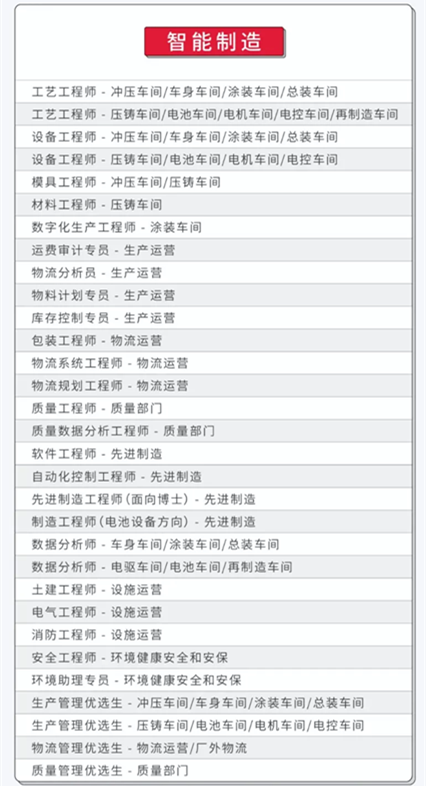 智能制造
工艺工程师 - 冲压车间/车身车间/涂装车间/总装车间
工艺工程师 - 压铸车间/电池车间/电机车间/电控车间/再制造车间
设备工程师 - 冲压车间/车身车间/涂装车间/总装车间
设备工程师 - 压铸车间/电池车间/电机车间/电控车间
模具工程师 - 冲压车间/压铸车间
材料工程师 - 压铸车间
数字化生产工程师 - 涂装车间
运费审计专员 - 生产运营
物流分析员 - 生产运营
物料计划专员 - 生产运营
库存控制专员 - 生产运营
包装工程师 - 物流运营
物流系统工程师 - 物流运营
物流规划工程师 - 物流运营
质量工程师 - 质量部门
质量数据分析工程师 - 质量部门
软件工程师 - 先进制造
自动化控制工程师 - 先进制造
先进制造工程师(面向博士) - 先进制造
制造工程师(电池设备方向) - 先进制造
数据分析师 - 车身车间/涂装车间/总装车间
数据分析师 - 电驱车间/电池车间/再制造车间
土建工程师 - 设施运营
电气工程师 - 设施运营
消防工程师 - 设施运营
安全工程师 - 环境健康安全和安保
环境助理专员 - 环境健康安全和安保
生产管理优选生 - 冲压车间/车身车间/涂装车间/总装车间
生产管理优选生 - 压铸车间/电池车间/电机车间/电控车间
物流管理优选生 - 物流运营/厂外物流
质量管理优选生 - 质量部门